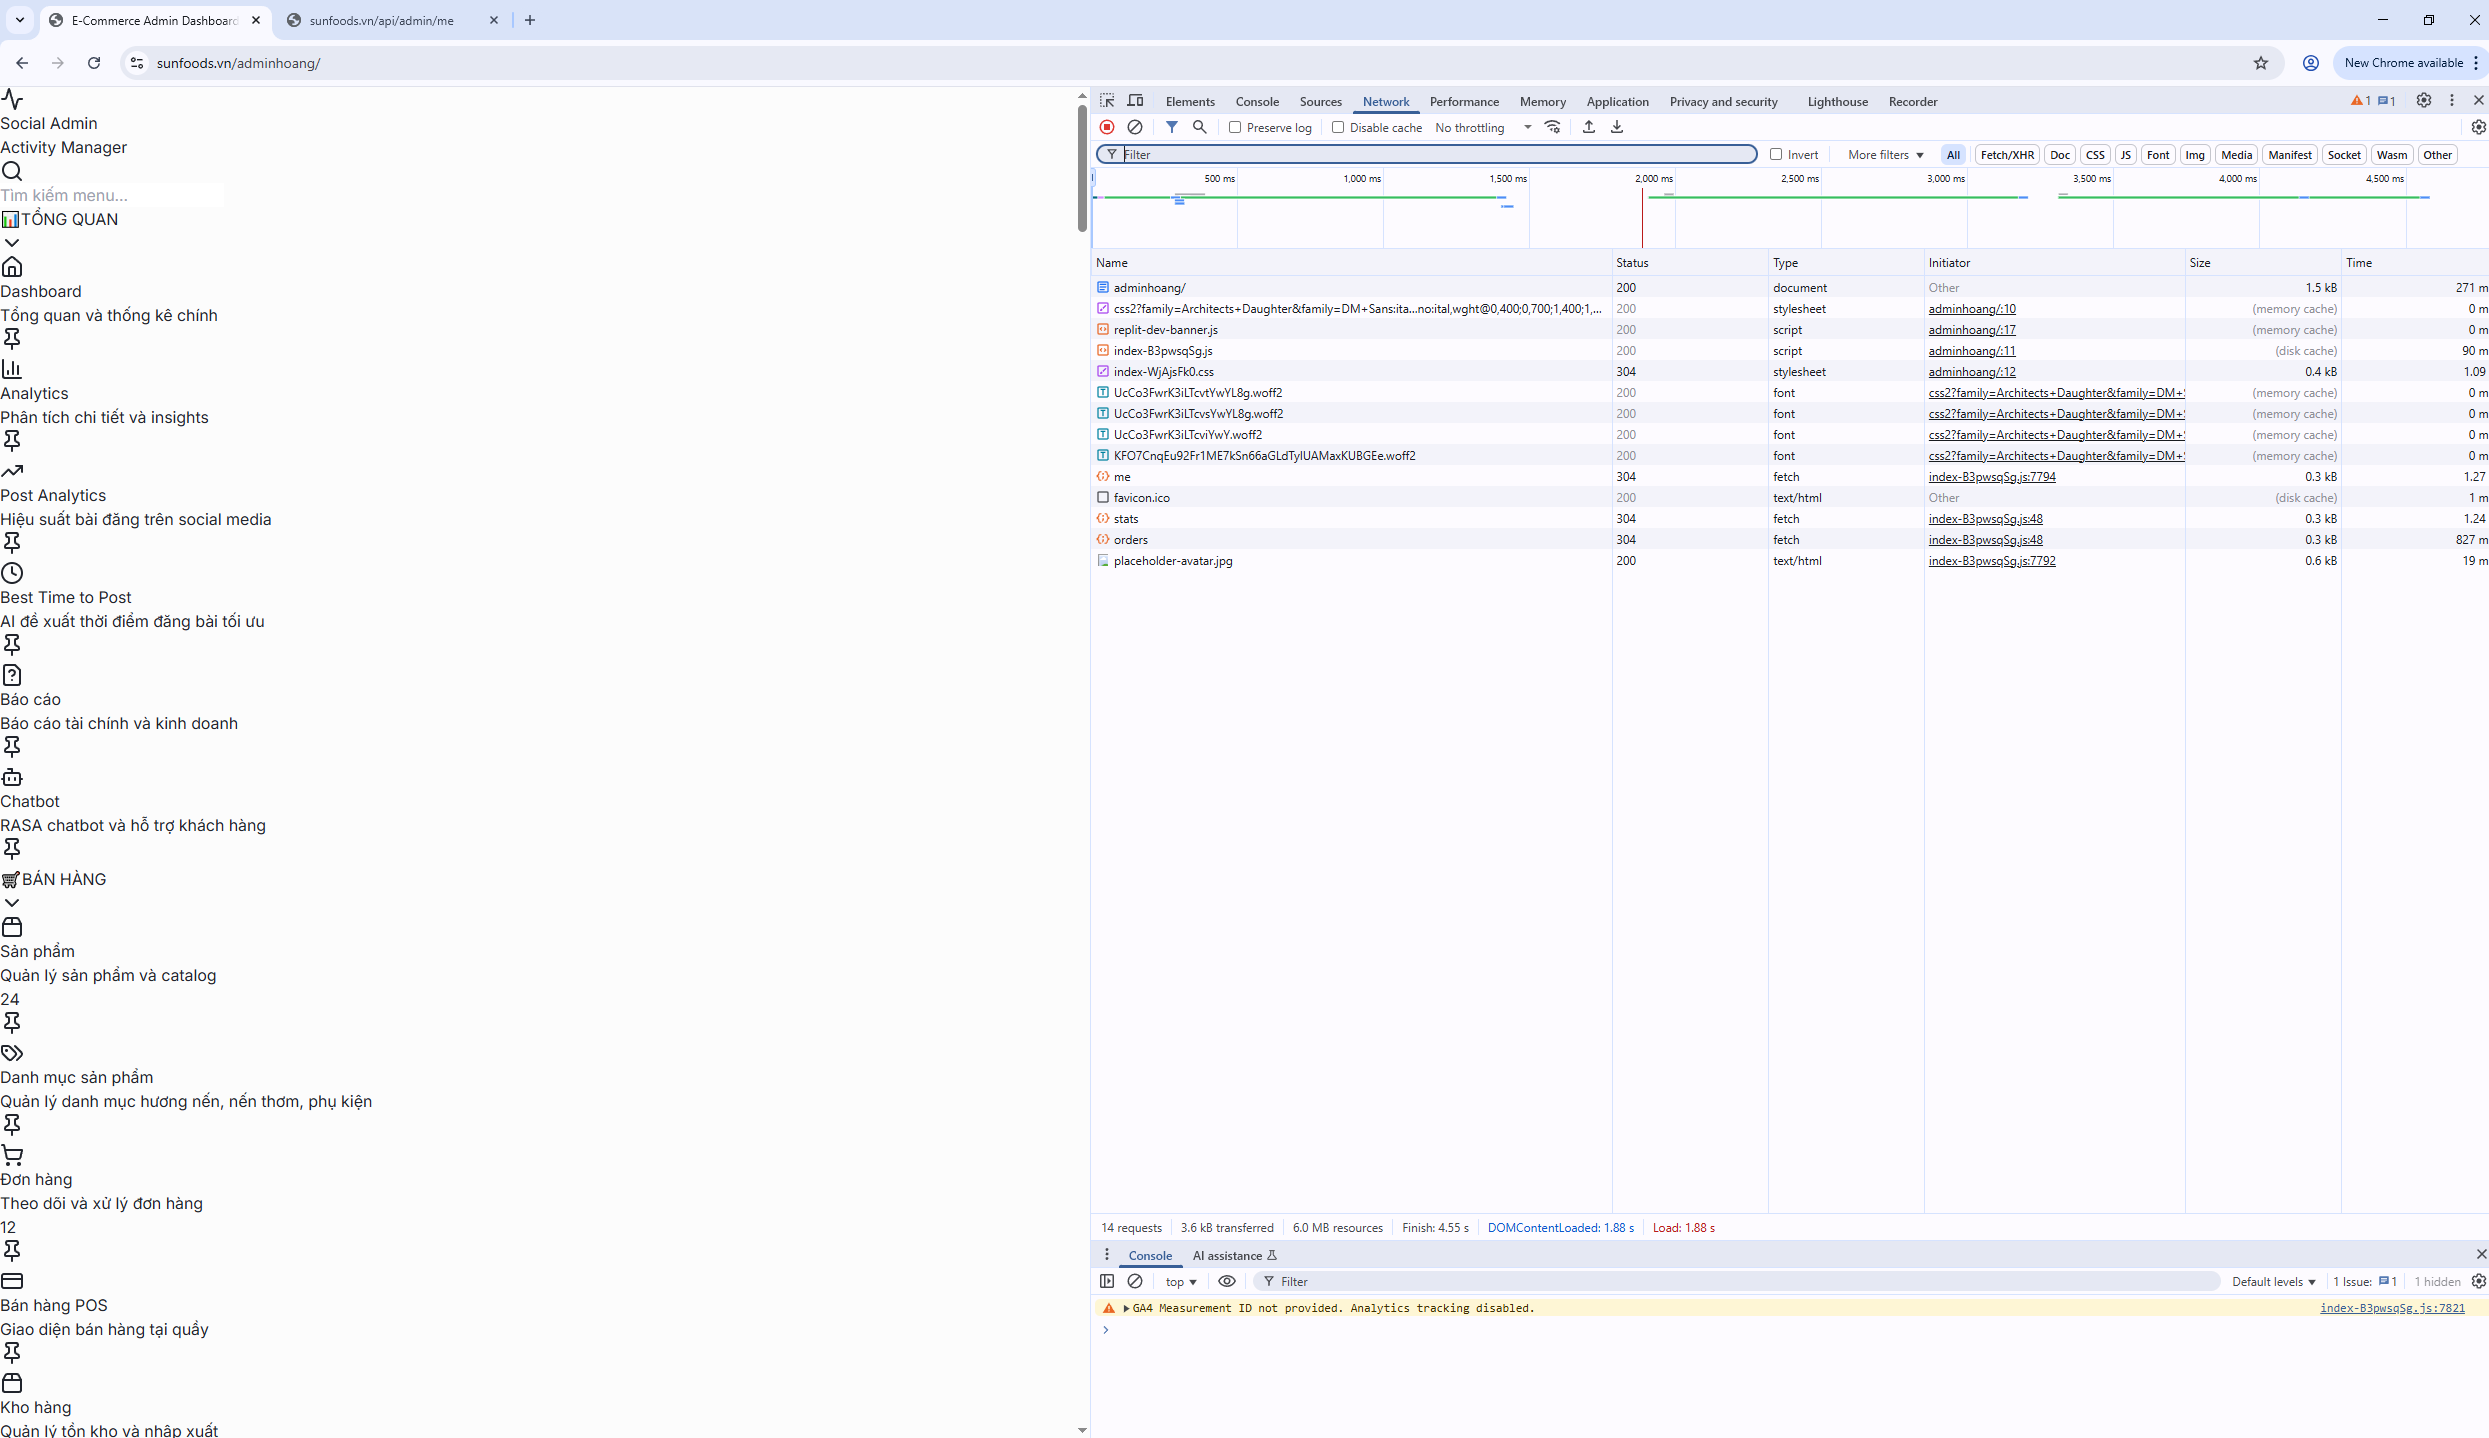 E-Commerce Admin Dashboard
sunfoods.vn/api/admin/me
sunfoods.vn/adminhoang/
New Chrome available
Social Admin
Activity Manager
Tìm kiếm menu...
TỔNG QUAN
Dashboard
Tổng quan và thống kê chính
Analytics
Phân tích chi tiết và insights
Post Analytics
Hiệu suất bài đăng trên social media
Best Time to Post
AI đề xuất thời điểm đăng bài tối ưu
Báo cáo
Báo cáo tài chính và kinh doanh
Chatbot
RASA chatbot và hỗ trợ khách hàng
BÁN HÀNG
Sản phẩm
Quản lý sản phẩm và catalog
24
Danh mục sản phẩm
Quản lý danh mục hương nến, nến thơm, phụ kiện
Đơn hàng
Theo dõi và xử lý đơn hàng
12
Bán hàng POS
Giao diện bán hàng tại quầy
Kho hàng
Quản lý tồn kho và nhập xuất
Elements Console Sources Network Performance Memory Application Privacy and security Lighthouse Recorder 1 1
Preserve log Disable cache No throttling
Filter Invert More filters All Fetch/XHR Doc CSS JS Font Img Media Manifest Socket Wasm Other
500 ms 1,000 ms 1,500 ms 2,000 ms 2,500 ms 3,000 ms 3,500 ms 4,000 ms 4,500 ms
Name Status Type Initiator Size Time
adminhoang/ 200 document Other 1.5 kB 271 m
css2?family=Architects+Daughter&family=DM+Sans:ita...no:ital,wght@0,400;0,700;1,400;1,... 200 stylesheet adminhoang/:10 (memory cache) 0 m
replit-dev-banner.js 200 script adminhoang/:17 (memory cache) 0 m
index-B3pwsqSg.js 200 script adminhoang/:11 (disk cache) 90 m
index-WjAjsFk0.css 304 stylesheet adminhoang/:12 0.4 kB 1.09
UcCo3FwrK3iLTcvtYwYL8g.woff2 200 font css2?family=Architects+Daughter&family=DM+S (memory cache) 0 m
UcCo3FwrK3iLTcvsYwYL8g.woff2 200 font css2?family=Architects+Daughter&family=DM+S (memory cache) 0 m
UcCo3FwrK3iLTcviYwY.woff2 200 font css2?family=Architects+Daughter&family=DM+S (memory cache) 0 m
KFO7CnqEu92Fr1ME7kSn66aGLdTylUAMaxKUBGEe.woff2 200 font css2?family=Architects+Daughter&family=DM+S (memory cache) 0 m
me 304 fetch index-B3pwsqSg.js:7794 0.3 kB 1.27
favicon.ico 200 text/html Other (disk cache) 1 m
stats 304 fetch index-B3pwsqSg.js:48 0.3 kB 1.24
orders 304 fetch index-B3pwsqSg.js:48 0.3 kB 827 m
placeholder-avatar.jpg 200 text/html index-B3pwsqSg.js:7792 0.6 kB 19 m
14 requests 3.6 kB transferred 6.0 MB resources Finish: 4.55 s DOMContentLoaded: 1.88 s Load: 1.88 s
Console AI assistance
top Filter Default levels 1 Issue: 1 1 hidden
GA4 Measurement ID not provided. Analytics tracking disabled. index-B3pwsqSg.js:7821